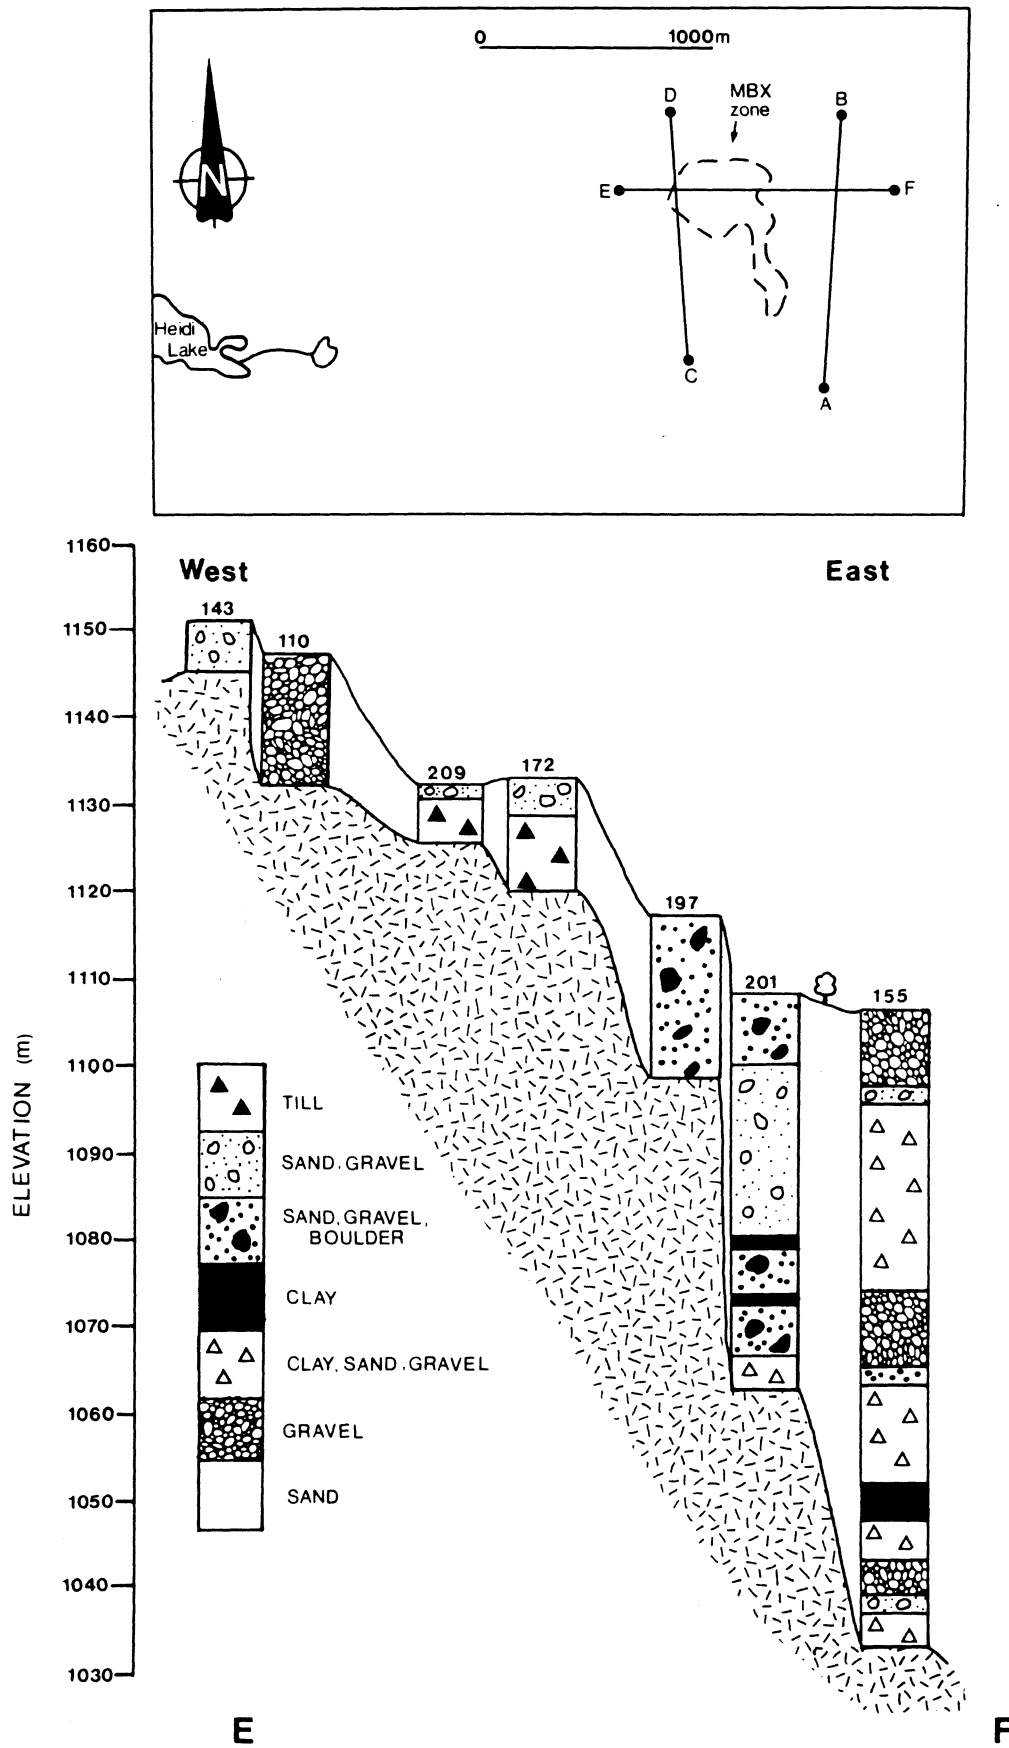 0 1000m
D
MBX
zone
B
E
F
N
Heidi
Lake
C
A
1160
West
East
143
1150
110
1140
209
172
1130
1120
197
1110
201
155
1100
ELEVATION (m)
TILL
1090
SAND, GRAVEL
SAND, GRAVEL,
BOULDER
1080
CLAY
1070
CLAY, SAND, GRAVEL
1060
GRAVEL
SAND
1050
1040
1030
E
F